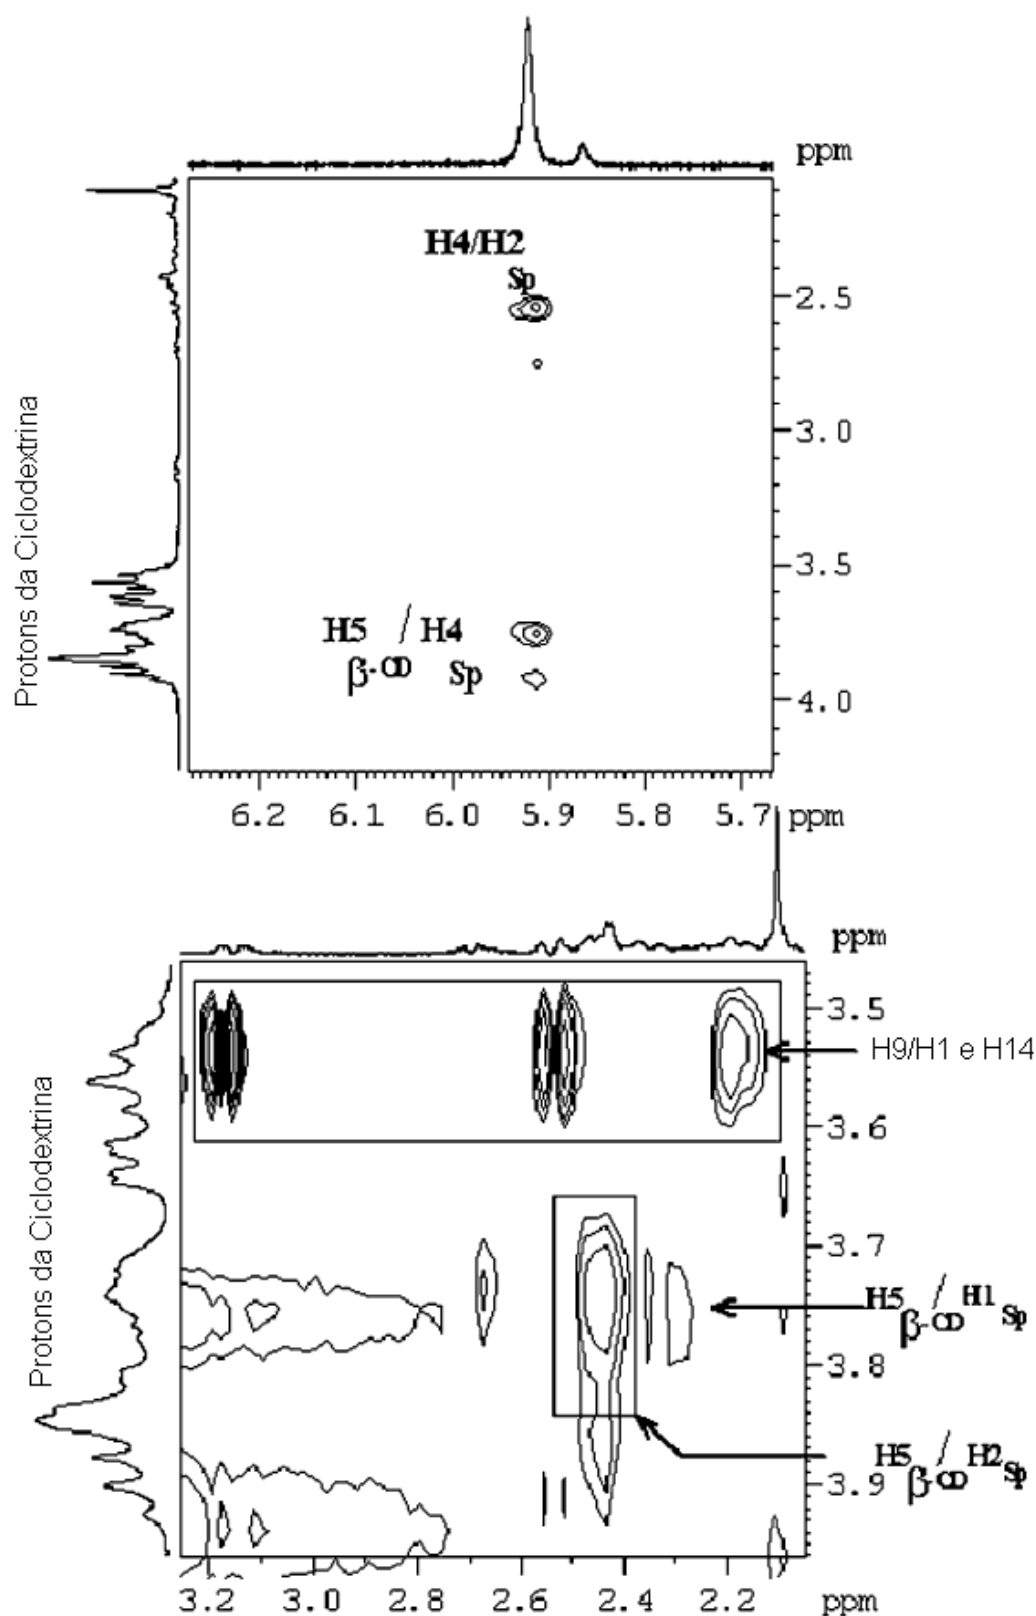 ppm
H4/H2
Sp
2.5
3.0
Protons da Ciclodextrina
3.5
H5 / H4
β-CD Sp
4.0
6.2 6.1 6.0 5.9 5.8 5.7 ppm
ppm
3.5
H9/H1 e H14
3.6
Protons da Ciclodextrina
3.7
H5 / H1
β-CD Sp
3.8
H5 / H2
β-CD Sp
3.9
3.2 3.0 2.8 2.6 2.4 2.2 ppm